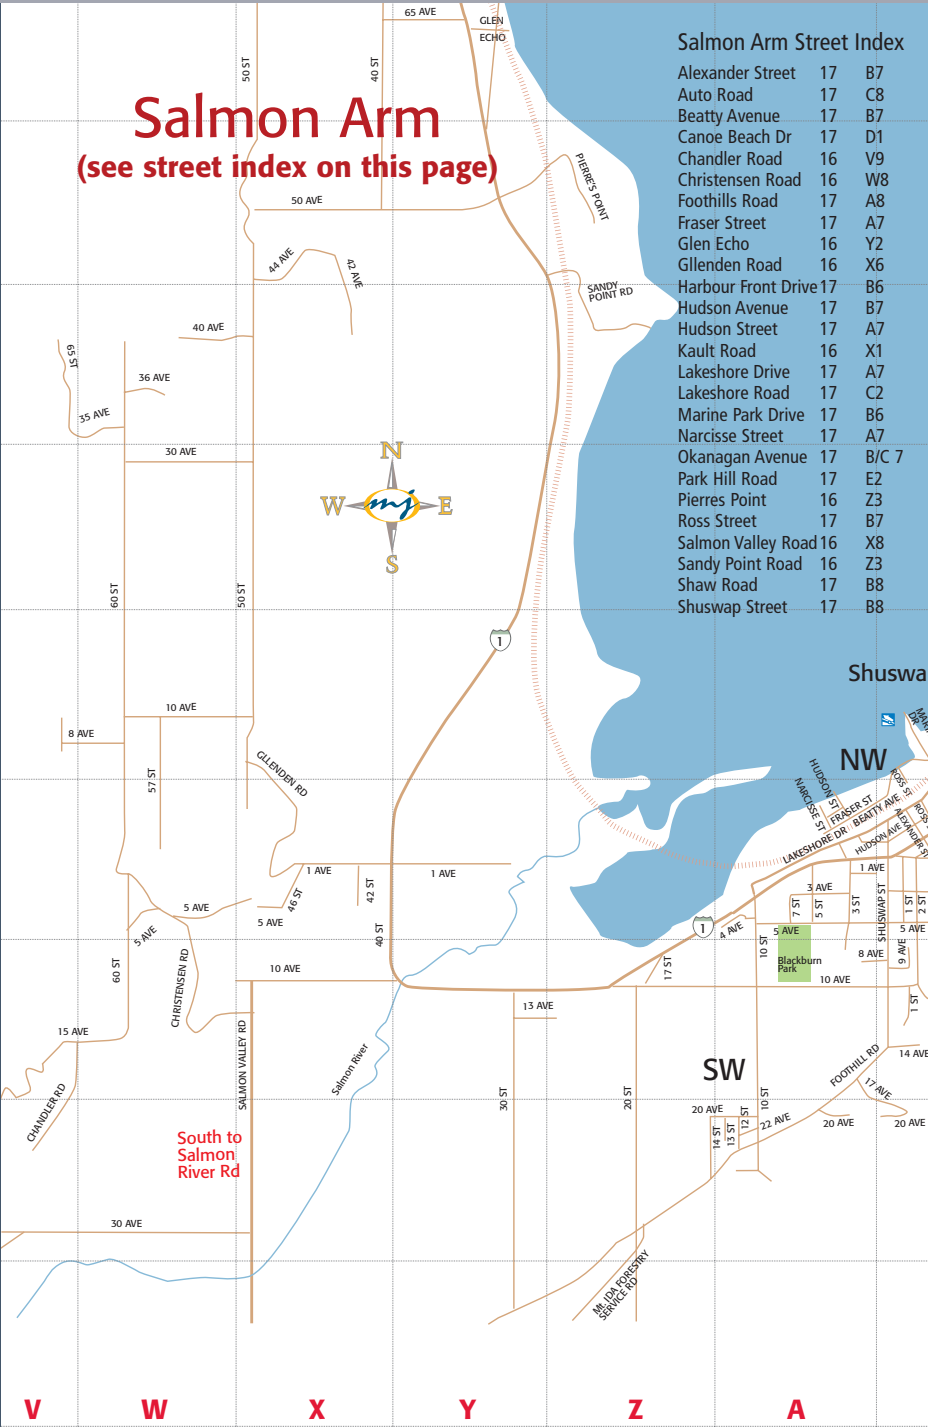 65 AVE
GLEN
ECHO
50 ST
40 ST
Salmon Arm
(see street index on this page)
Salmon Arm Street Index
Alexander Street 17 B7
Auto Road 17 C8
Beatty Avenue 17 B7
Canoe Beach Dr 17 D1
Chandler Road 16 V9
Christensen Road 16 W8
Foothills Road 17 A8
Fraser Street 17 A7
Glen Echo 16 Y2
Gllenden Road 16 X6
Harbour Front Drive 17 B6
Hudson Avenue 17 B7
Hudson Street 17 A7
Kault Road 16 X1
Lakeshore Drive 17 A7
Lakeshore Road 17 C2
Marine Park Drive 17 B6
Narcisse Street 17 A7
Okanagan Avenue 17 B/C 7
Park Hill Road 17 E2
Pierres Point 16 Z3
Ross Street 17 B7
Salmon Valley Road 16 X8
Sandy Point Road 16 Z3
Shaw Road 17 B8
Shuswap Street 17 B8
PIERRE'S POINT
50 AVE
44 AVE
42 AVE
SANDY
POINT RD
40 AVE
65 ST
36 AVE
35 AVE
30 AVE
N
W mj E
S
60 ST
50 ST
1
Shuswa
10 AVE
8 AVE
57 ST
GLLENDEN RD
MAR
DR
NW
HUDSON ST
NARCISSE ST
ROSS ST
FRASER ST
BEATTY AVE
LAKESHORE DR
HUDSON AVE
ALEXANDER ST
ROSS
1 AVE
1 AVE
1 AVE
46 ST
42 ST
40 ST
3 AVE
7 ST
5 ST
3 ST
SHUSWAP ST
1 ST
2 ST
5 AVE
5 AVE
5 AVE
1
4 AVE
10 ST
5 AVE
5 AVE
Blackburn
Park
8 AVE
9 AVE
10 AVE
60 ST
CHRISTENSEN RD
10 AVE
17 ST
13 AVE
1 ST
15 AVE
CHANDLER RD
SALMON VALLEY RD
Salmon River
SW
FOOTHILL RD
14 AVE
17 AVE
30 ST
20 ST
10 ST
20 AVE
14 ST
13 ST
12 ST
22 AVE
20 AVE
20 AVE
South to
Salmon
River Rd
30 AVE
Mt. IDA FORESTRY
SERVICE RD
V W X Y Z A